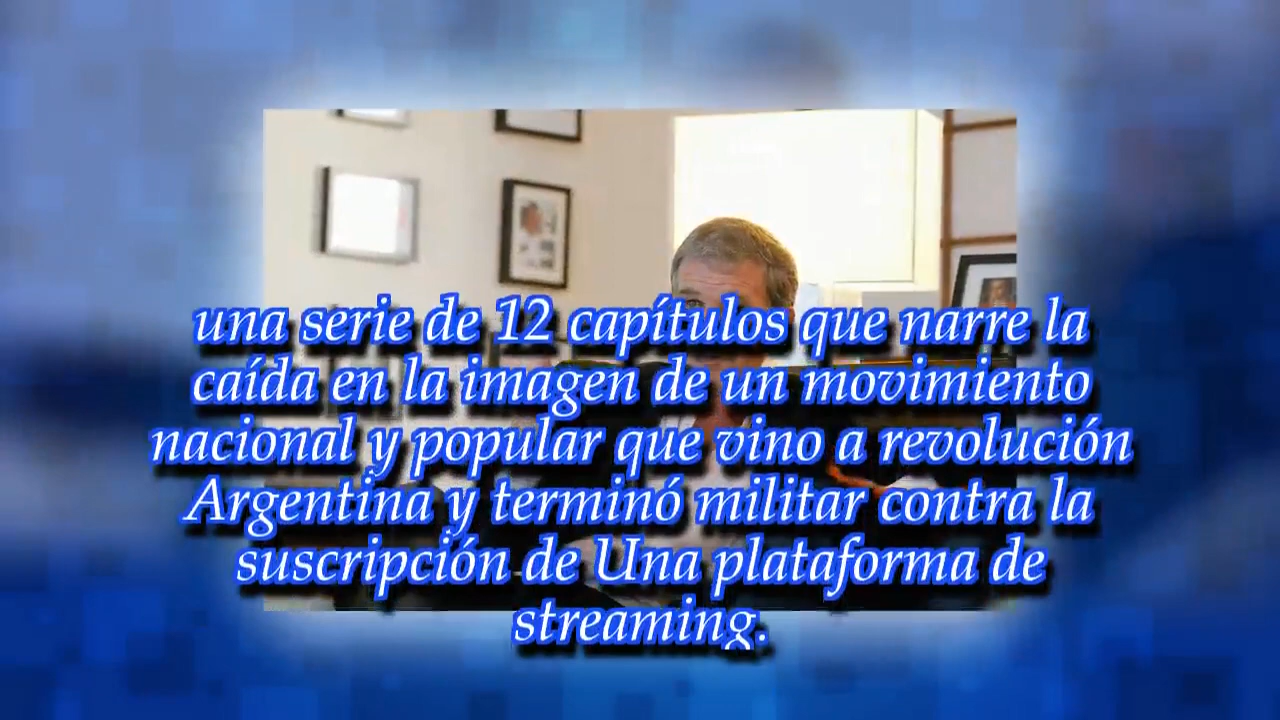 una serie de 12 capítulos que narre la
caída en la imagen de un movimiento
nacional y popular que vino a revolución
Argentina y terminó militar contra la
suscripción de Una plataforma de
streaming.